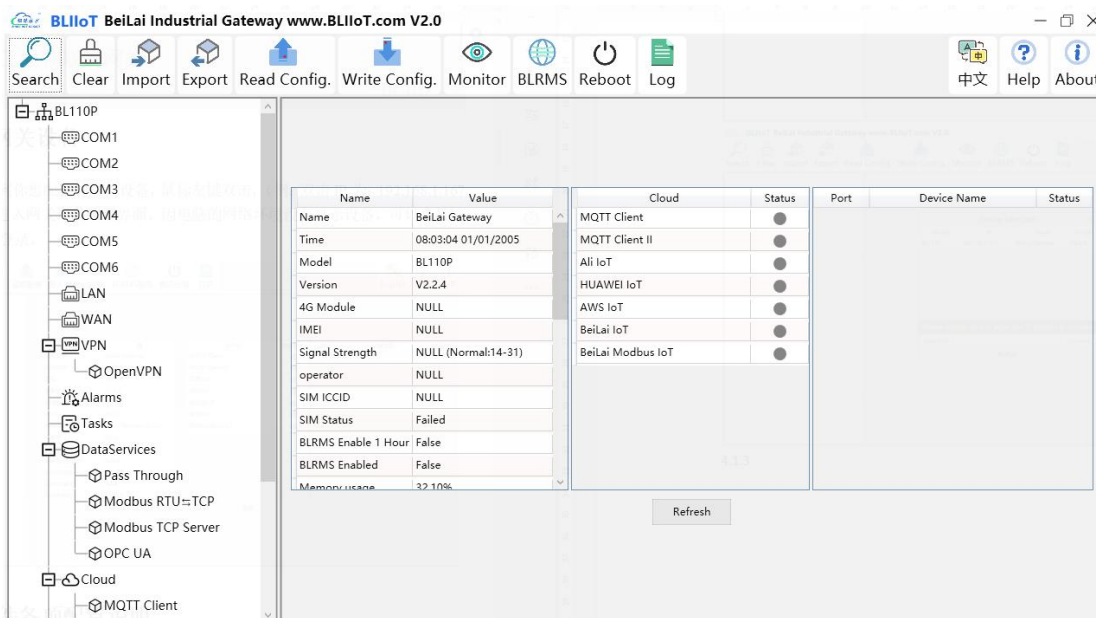 BLIIoT BeiLai Industrial Gateway www.BLIIoT.com V2.0
Search Clear Import Export Read Config. Write Config. Monitor BLRMS Reboot Log 中文 Help About
BL110P
COM1
COM2
COM3
COM4
COM5
COM6
LAN
WAN
VPN
OpenVPN
Alarms
Tasks
DataServices
Pass Through
Modbus RTU⇆TCP
Modbus TCP Server
OPC UA
Cloud
MQTT Client
Name Value
Name BeiLai Gateway
Time 08:03:04 01/01/2005
Model BL110P
Version V2.2.4
4G Module NULL
IMEI NULL
Signal Strength NULL (Normal:14-31)
operator NULL
SIM ICCID NULL
SIM Status Failed
BLRMS Enable 1 Hour False
BLRMS Enabled False
Memory usage 32.10%
Cloud Status
MQTT Client
MQTT Client II
Ali IoT
HUAWEI IoT
AWS IoT
BeiLai IoT
BeiLai Modbus IoT
Port Device Name Status
4.1.3
Refresh